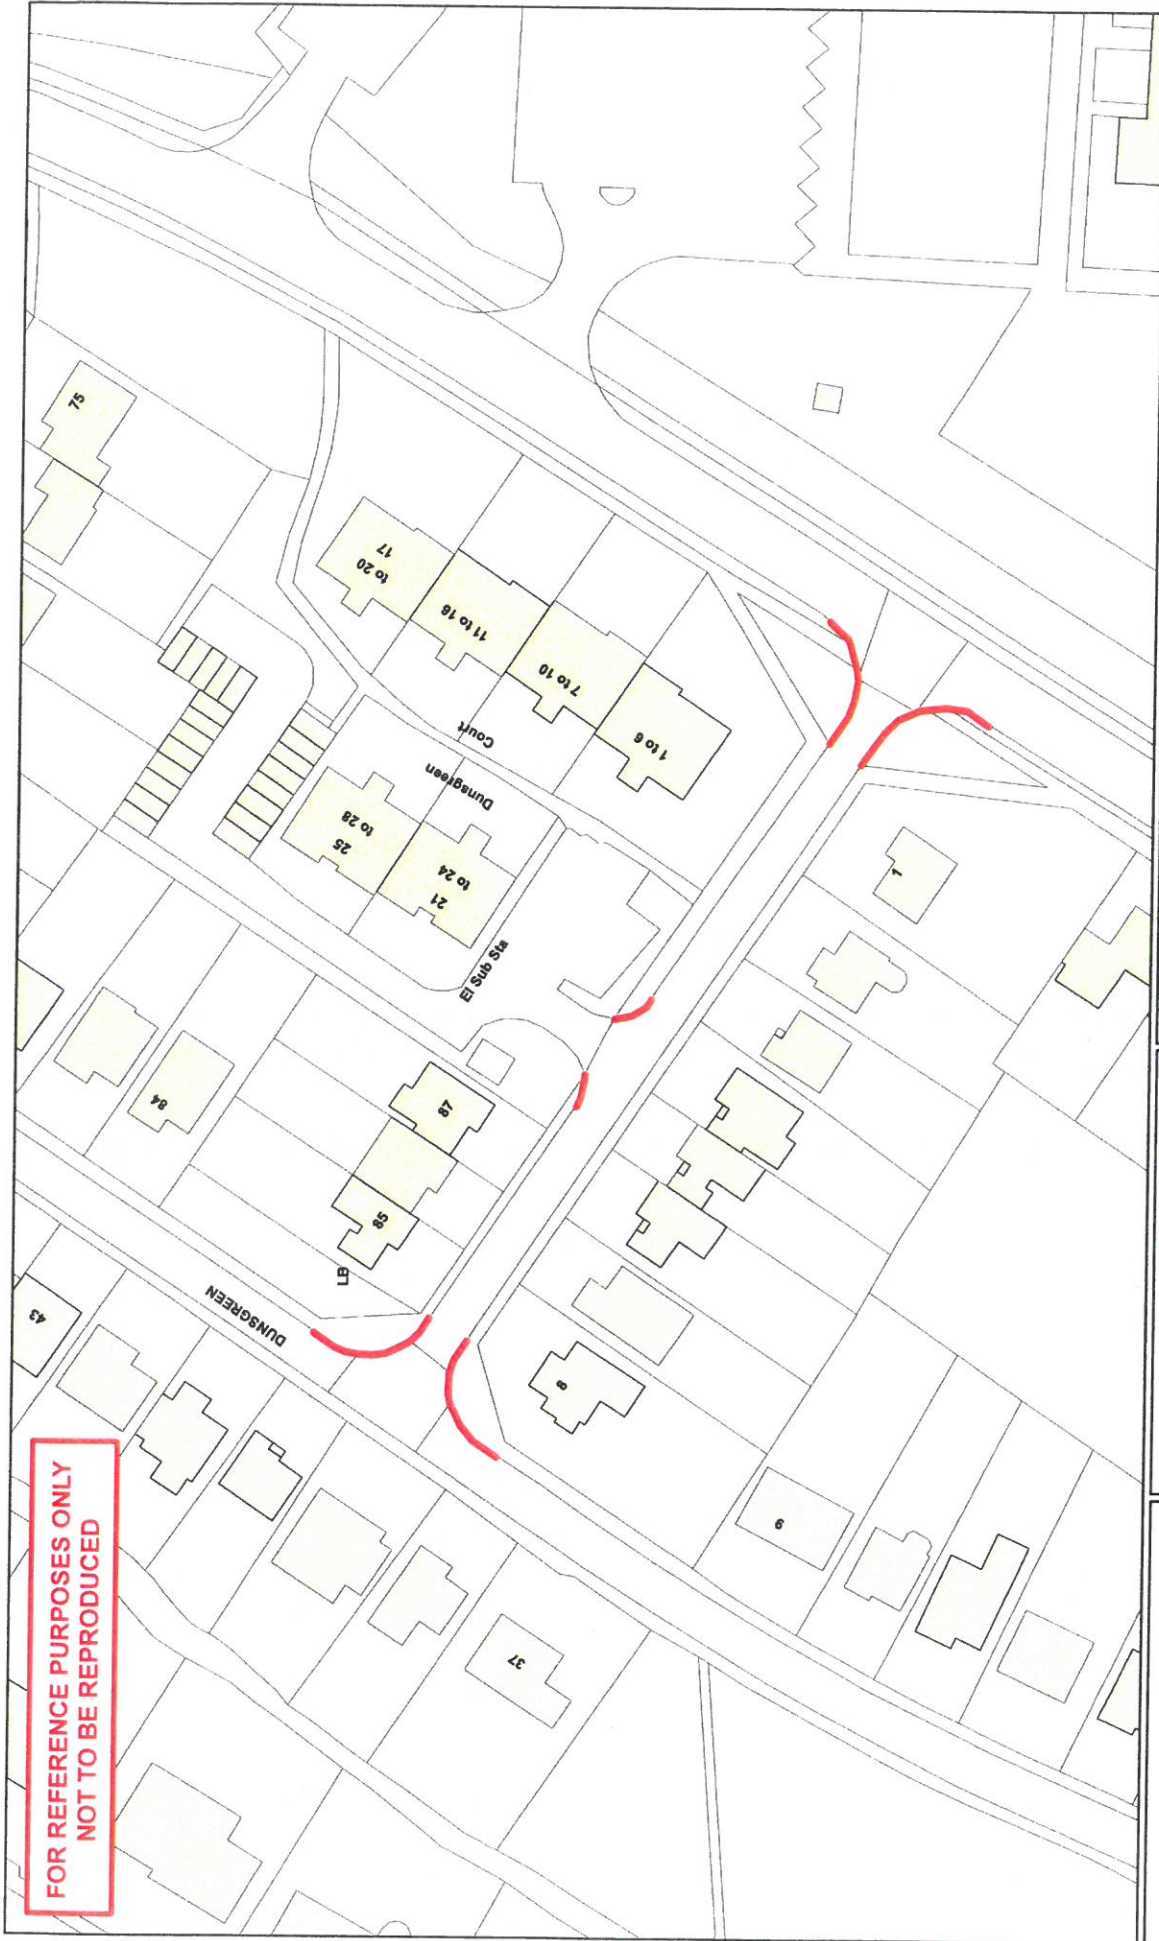 FOR REFERENCE PURPOSES ONLY
NOT TO BE REPRODUCED
75
17
to 20
11 to 16
7 to 10
1 to 6
Dunsgreen
Court
25
to 28
21
to 24
El Sub Sta
1
84
87
85
LB
DUNSGREEN
43
8
9
37